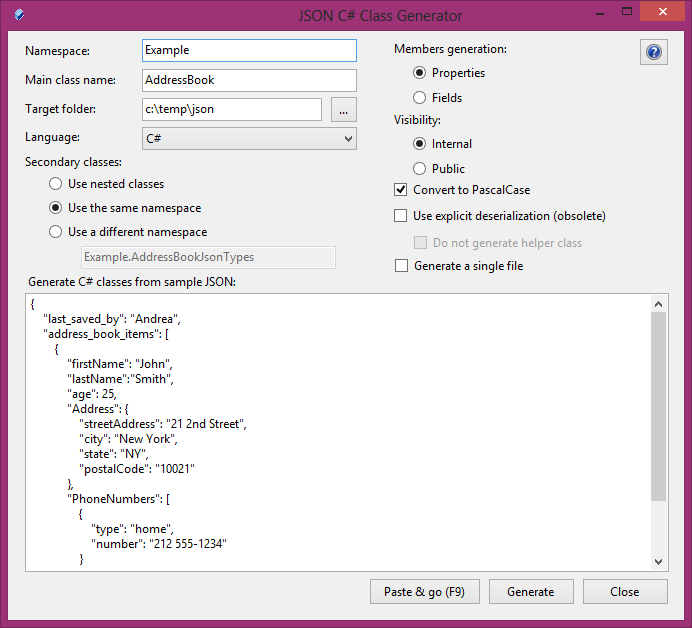 JSON C# Class Generator
Namespace:
Example
Main class name:
AddressBook
Target folder:
c:\temp\json
...
Language:
C#
Secondary classes:
Use nested classes
Use the same namespace
Use a different namespace
Example.AddressBookJsonTypes
Members generation:
?
Properties
Fields
Visibility:
Internal
Public
Convert to PascalCase
Use explicit deserialization (obsolete)
Do not generate helper class
Generate a single file
Generate C# classes from sample JSON:
{
"last_saved_by": "Andrea",
"address_book_items": [
{
"firstName": "John",
"lastName":"Smith",
"age": 25,
"Address": {
"streetAddress": "21 2nd Street",
"city": "New York",
"state": "NY",
"postalCode": "10021"
},
"PhoneNumbers": [
{
"type": "home",
"number": "212 555-1234"
}
Paste & go (F9)
Generate
Close